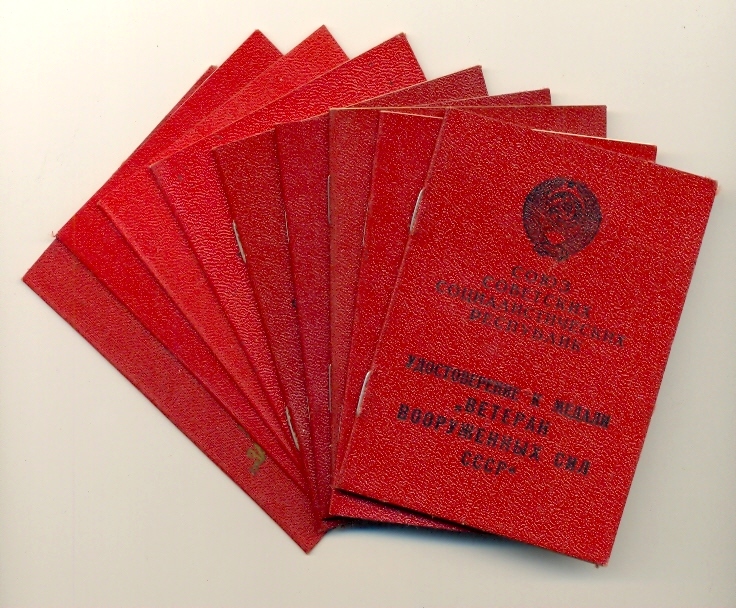 СОЮЗ
СОВЕТСКИХ
СОЦИАЛИСТИЧЕСКИХ
РЕСПУБЛИК
УДОСТОВЕРЕНИЕ К МЕДАЛИ
„ВЕТЕРАН
ВООРУЖЕННЫХ СИЛ
СССР“